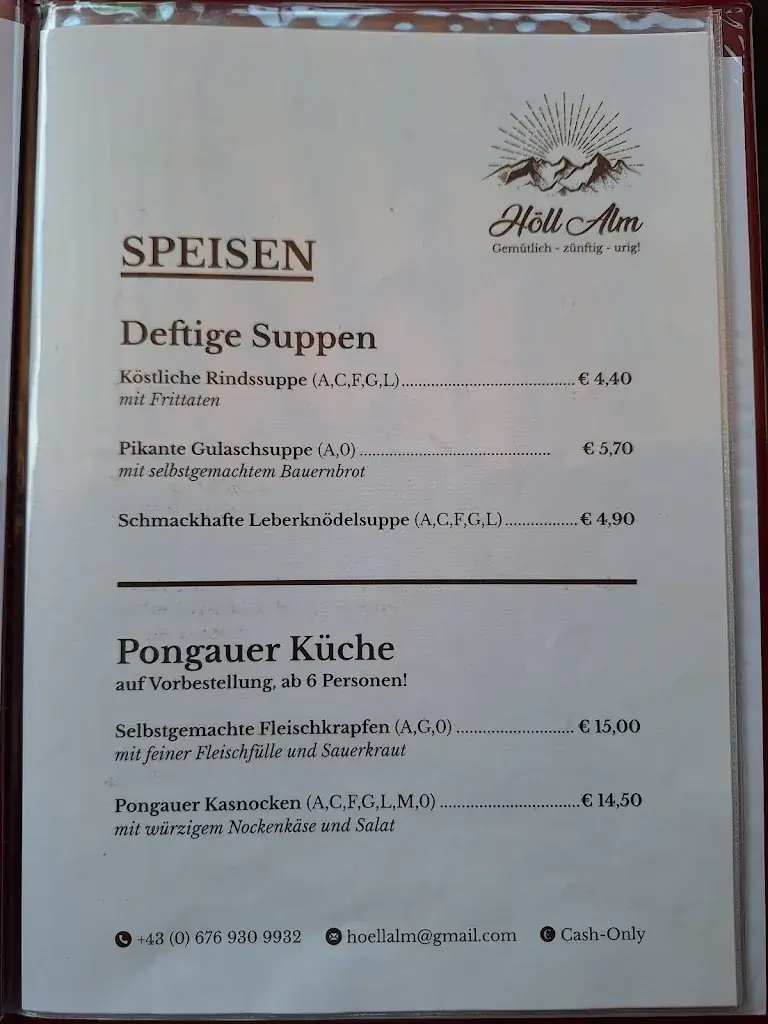 Höll Alm
Gemütlich - zünftig - urig!
SPEISEN
Deftige Suppen
Köstliche Rindssuppe (A,C,F,G,L)......................................... € 4,40
mit Frittaten
Pikante Gulaschsuppe (A,0) ............................................. € 5,70
mit selbstgemachtem Bauernbrot
Schmackhafte Leberknödelsuppe (A,C,F,G,L)................. € 4,90
Pongauer Küche
auf Vorbestellung, ab 6 Personen!
Selbstgemachte Fleischkrapfen (A,G,0) ............................ € 15,00
mit feiner Fleischfülle und Sauerkraut
Pongauer Kasnocken (A,C,F,G,L,M,0) .................................€ 14,50
mit würzigem Nockenkäse und Salat
+43 (0) 676 930 9932 hoellalm@gmail.com € Cash-Only